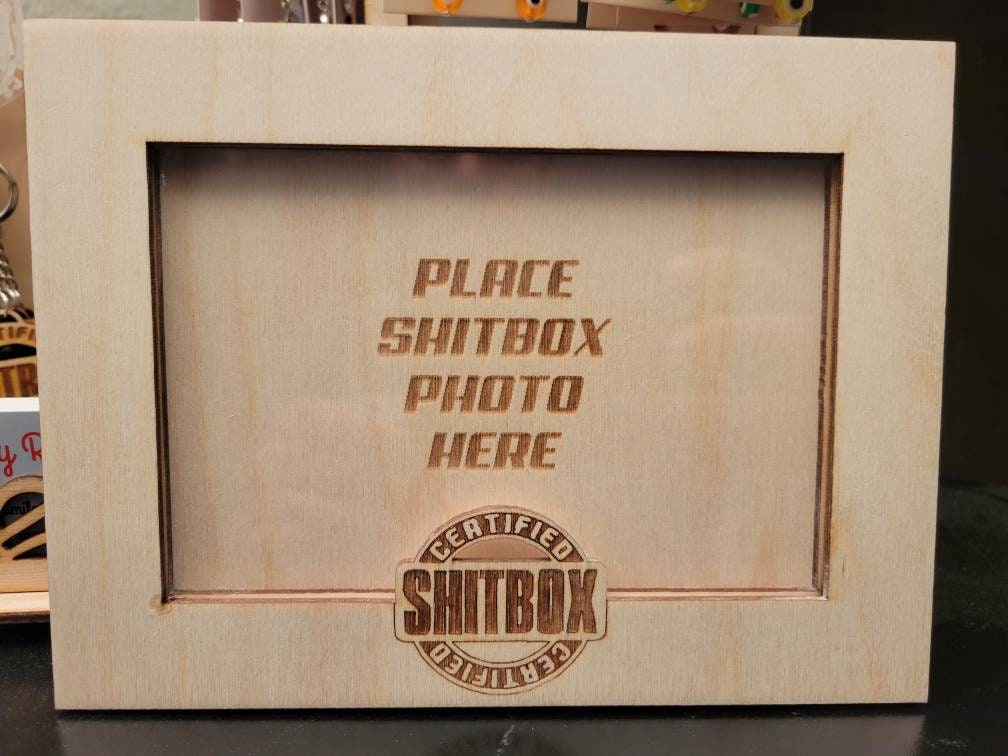 PLACE
SHITBOX
PHOTO
HERE
CERTIFIED
SHITBOX
CERTIFIED